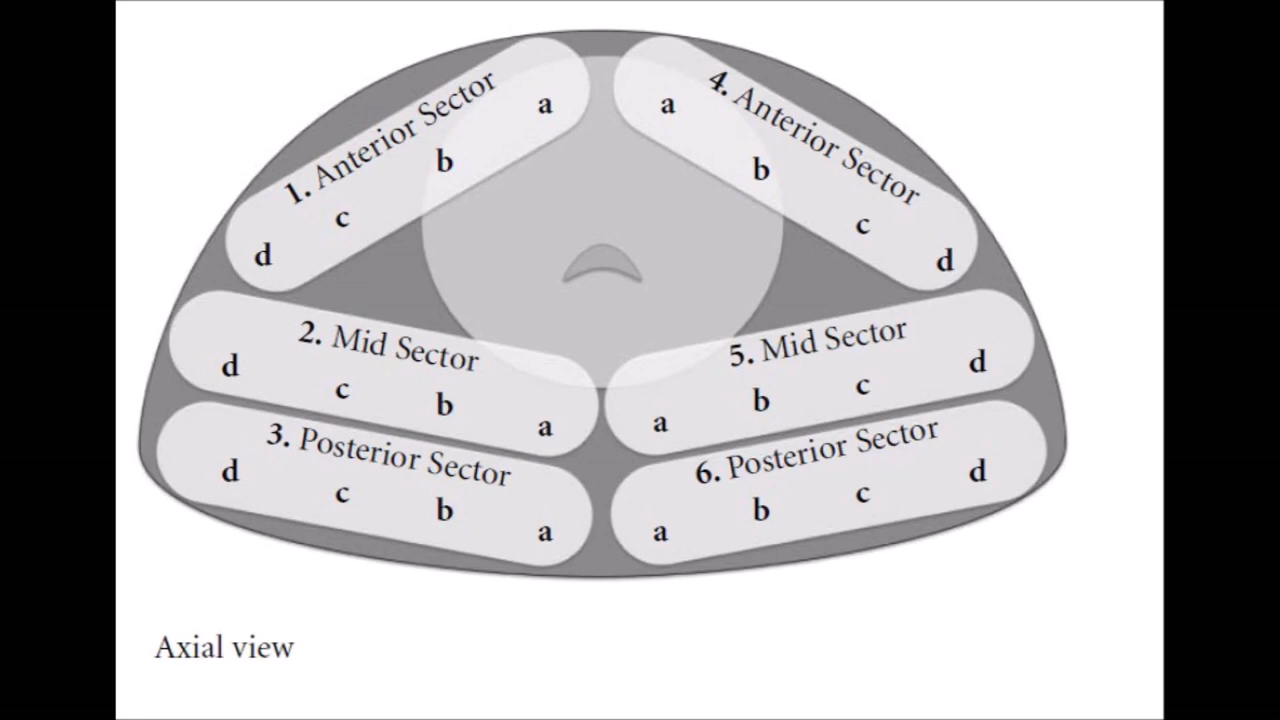 1. Anterior Sector
a
b
c
d
4. Anterior Sector
a
b
c
d
2. Mid Sector
d
c
b
a
5. Mid Sector
a
b
c
d
3. Posterior Sector
d
c
b
a
6. Posterior Sector
a
b
c
d
Axial view